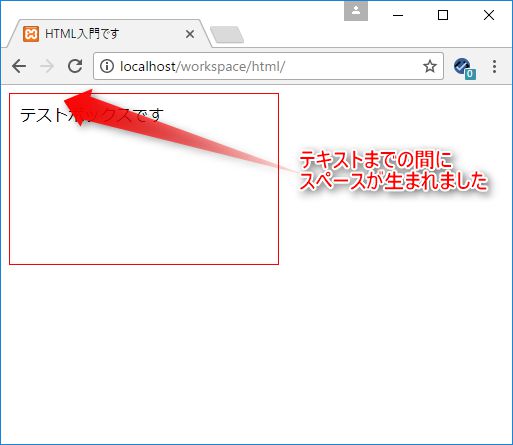 HTML入門です
localhost/workspace/html/
0
テストボックスです
テキストまでの間に
スペースが生まれました